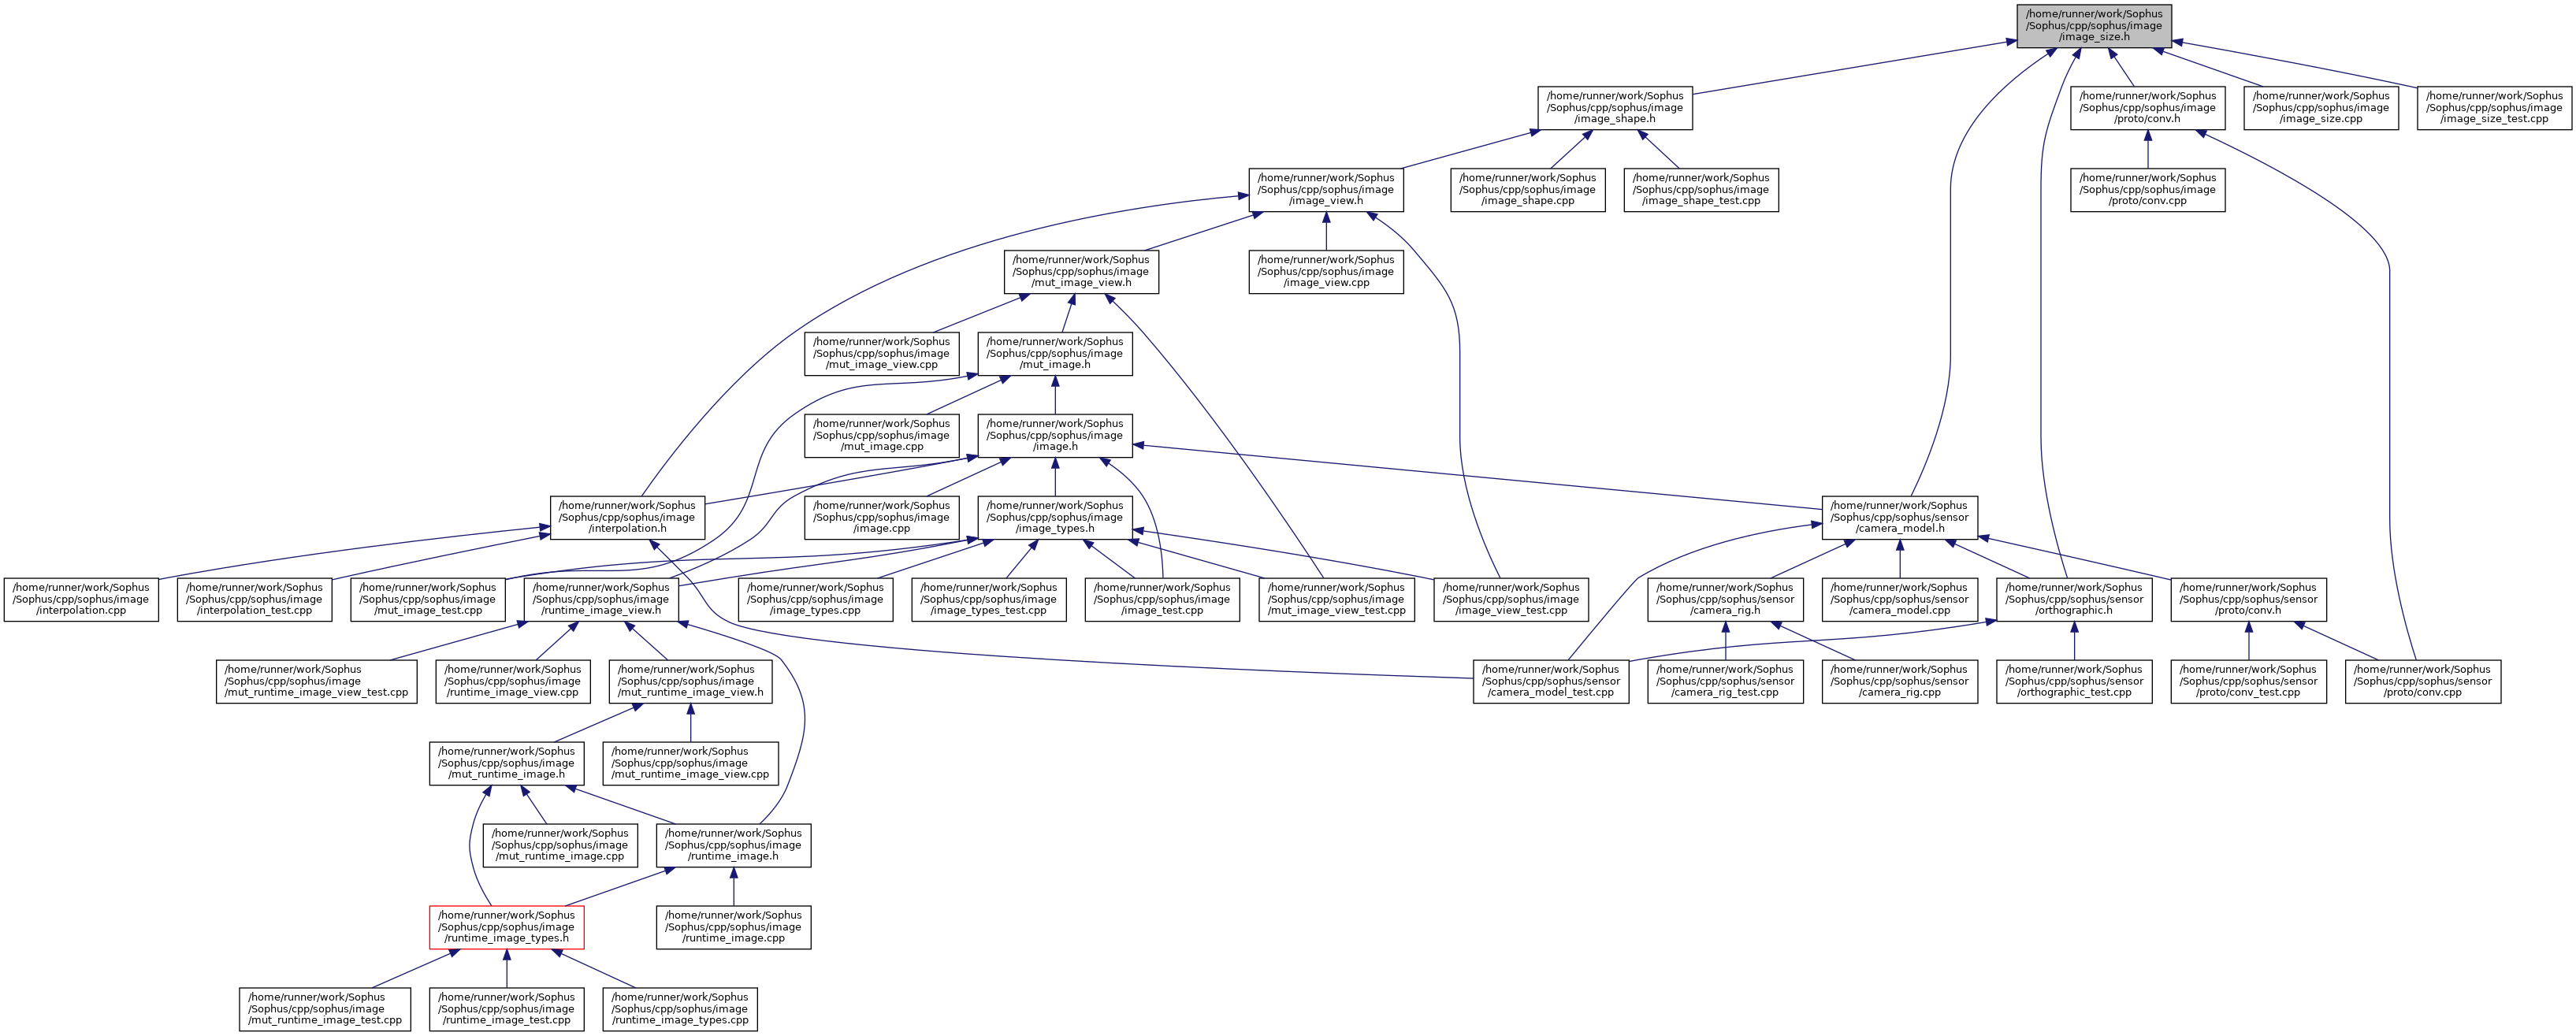 /home/runner/work/Sophus
/Sophus/cpp/sophus/image
/image_size.h
/home/runner/work/Sophus
/Sophus/cpp/sophus/image
/image_shape.h
/home/runner/work/Sophus
/Sophus/cpp/sophus/image
/proto/conv.h
/home/runner/work/Sophus
/Sophus/cpp/sophus/image
/image_size.cpp
/home/runner/work/Sophus
/Sophus/cpp/sophus/image
/image_size_test.cpp
/home/runner/work/Sophus
/Sophus/cpp/sophus/image
/image_view.h
/home/runner/work/Sophus
/Sophus/cpp/sophus/image
/image_shape.cpp
/home/runner/work/Sophus
/Sophus/cpp/sophus/image
/image_shape_test.cpp
/home/runner/work/Sophus
/Sophus/cpp/sophus/image
/proto/conv.cpp
/home/runner/work/Sophus
/Sophus/cpp/sophus/image
/mut_image_view.h
/home/runner/work/Sophus
/Sophus/cpp/sophus/image
/image_view.cpp
/home/runner/work/Sophus
/Sophus/cpp/sophus/image
/mut_image_view.cpp
/home/runner/work/Sophus
/Sophus/cpp/sophus/image
/mut_image.h
/home/runner/work/Sophus
/Sophus/cpp/sophus/image
/mut_image.cpp
/home/runner/work/Sophus
/Sophus/cpp/sophus/image
/image.h
/home/runner/work/Sophus
/Sophus/cpp/sophus/image
/interpolation.h
/home/runner/work/Sophus
/Sophus/cpp/sophus/image
/image.cpp
/home/runner/work/Sophus
/Sophus/cpp/sophus/image
/image_types.h
/home/runner/work/Sophus
/Sophus/cpp/sophus/sensor
/camera_model.h
/home/runner/work/Sophus
/Sophus/cpp/sophus/image
/interpolation.cpp
/home/runner/work/Sophus
/Sophus/cpp/sophus/image
/interpolation_test.cpp
/home/runner/work/Sophus
/Sophus/cpp/sophus/image
/mut_image_test.cpp
/home/runner/work/Sophus
/Sophus/cpp/sophus/image
/runtime_image_view.h
/home/runner/work/Sophus
/Sophus/cpp/sophus/image
/image_types.cpp
/home/runner/work/Sophus
/Sophus/cpp/sophus/image
/image_types_test.cpp
/home/runner/work/Sophus
/Sophus/cpp/sophus/image
/image_test.cpp
/home/runner/work/Sophus
/Sophus/cpp/sophus/image
/mut_image_view_test.cpp
/home/runner/work/Sophus
/Sophus/cpp/sophus/image
/image_view_test.cpp
/home/runner/work/Sophus
/Sophus/cpp/sophus/sensor
/camera_rig.h
/home/runner/work/Sophus
/Sophus/cpp/sophus/sensor
/camera_model.cpp
/home/runner/work/Sophus
/Sophus/cpp/sophus/sensor
/orthographic.h
/home/runner/work/Sophus
/Sophus/cpp/sophus/sensor
/proto/conv.h
/home/runner/work/Sophus
/Sophus/cpp/sophus/image
/mut_runtime_image_view_test.cpp
/home/runner/work/Sophus
/Sophus/cpp/sophus/image
/runtime_image_view.cpp
/home/runner/work/Sophus
/Sophus/cpp/sophus/image
/mut_runtime_image_view.h
/home/runner/work/Sophus
/Sophus/cpp/sophus/sensor
/camera_model_test.cpp
/home/runner/work/Sophus
/Sophus/cpp/sophus/sensor
/camera_rig_test.cpp
/home/runner/work/Sophus
/Sophus/cpp/sophus/sensor
/camera_rig.cpp
/home/runner/work/Sophus
/Sophus/cpp/sophus/sensor
/orthographic_test.cpp
/home/runner/work/Sophus
/Sophus/cpp/sophus/sensor
/proto/conv_test.cpp
/home/runner/work/Sophus
/Sophus/cpp/sophus/sensor
/proto/conv.cpp
/home/runner/work/Sophus
/Sophus/cpp/sophus/image
/mut_runtime_image.h
/home/runner/work/Sophus
/Sophus/cpp/sophus/image
/mut_runtime_image_view.cpp
/home/runner/work/Sophus
/Sophus/cpp/sophus/image
/mut_runtime_image.cpp
/home/runner/work/Sophus
/Sophus/cpp/sophus/image
/runtime_image.h
/home/runner/work/Sophus
/Sophus/cpp/sophus/image
/runtime_image_types.h
/home/runner/work/Sophus
/Sophus/cpp/sophus/image
/runtime_image.cpp
/home/runner/work/Sophus
/Sophus/cpp/sophus/image
/mut_runtime_image_test.cpp
/home/runner/work/Sophus
/Sophus/cpp/sophus/image
/runtime_image_test.cpp
/home/runner/work/Sophus
/Sophus/cpp/sophus/image
/runtime_image_types.cpp